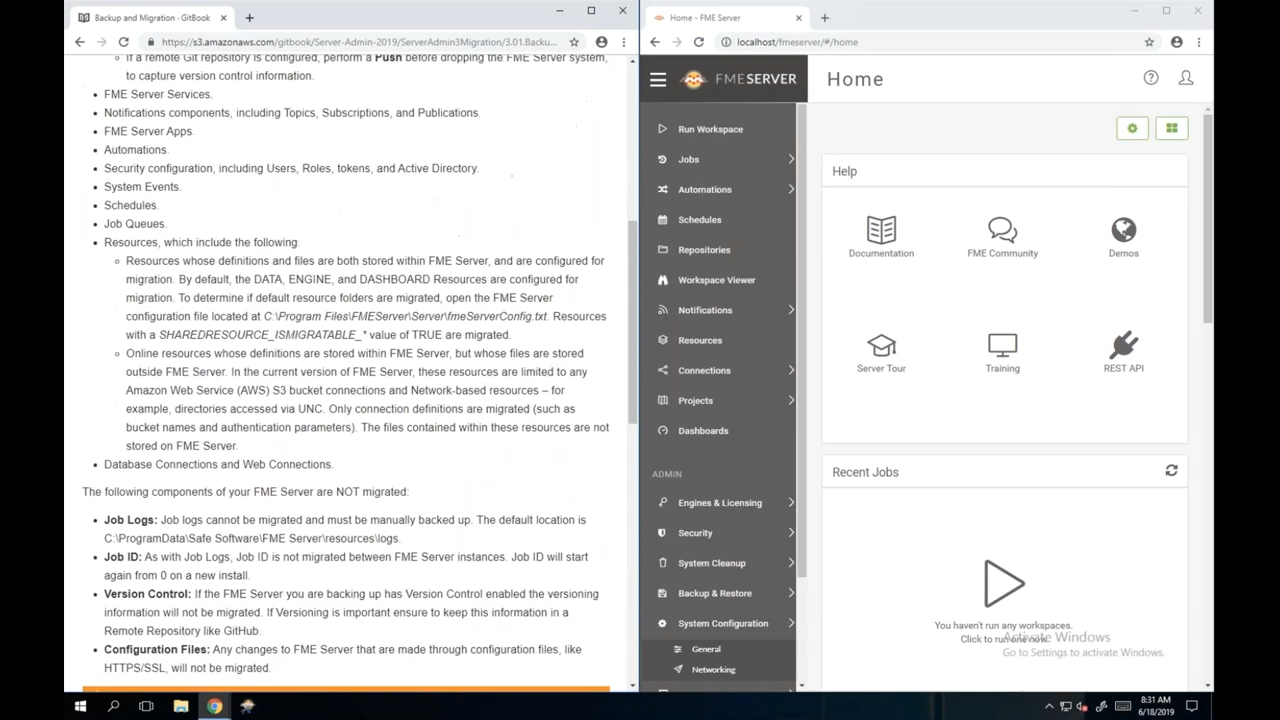 Backup and Migration · GitBook
https://s3.amazonaws.com/gitbook/Server-Admin-2019/ServerAdmin3Migration/3.01.Backu...
If a remote Git repository is configured, perform a Push before dropping the FME Server system,
to capture version control information.
FME Server Services.
Notifications components, including Topics, Subscriptions, and Publications
FME Server Apps.
Automations.
Security configuration, including Users, Roles, tokens, and Active Directory.
System Events.
Schedules.
Job Queues.
Resources, which include the following:
Resources whose definitions and files are both stored within FME Server, and are configured for
migration. By default, the DATA, ENGINE, and DASHBOARD Resources are configured for
migration. To determine if default resource folders are migrated, open the FME Server
configuration file located at C:\Program Files\FMEServer\Server\fmeServerConfig.txt. Resources
with a SHAREDRESOURCE_ISMIGRATABLE_* value of TRUE are migrated.
Online resources whose definitions are stored within FME Server, but whose files are stored
outside FME Server. In the current version of FME Server, these resources are limited to any
Amazon Web Service (AWS) S3 bucket connections and Network-based resources – for
example, directories accessed via UNC. Only connection definitions are migrated (such as
bucket names and authentication parameters). The files contained within these resources are not
stored on FME Server.
Database Connections and Web Connections.
The following components of your FME Server are NOT migrated:
Job Logs: Job logs cannot be migrated and must be manually backed up. The default location is
C:\ProgramData\Safe Software\FME Server\resources\logs.
Job ID: As with Job Logs, Job ID is not migrated between FME Server instances. Job ID will start
again from 0 on a new install.
Version Control: If the FME Server you are backing up has Version Control enabled the versioning
information will not be migrated. If Versioning is important ensure to keep this information in a
Remote Repository like GitHub.
Configuration Files: Any changes to FME Server that are made through configuration files, like
HTTPS/SSL, will not be migrated.
Home - FME Server
localhost/fmeserver/#/home
FMESERVER
Home
Run Workspace
Jobs
Automations
Schedules
Repositories
Workspace Viewer
Notifications
Resources
Connections
Projects
Dashboards
ADMIN
Engines & Licensing
Security
System Cleanup
Backup & Restore
System Configuration
General
Networking
Help
Documentation
FME Community
Demos
Server Tour
Training
REST API
Recent Jobs
You haven't run any workspaces.
Click to run one now.
Activate Windows
Go to Settings to activate Windows.
8:31 AM
6/18/2019